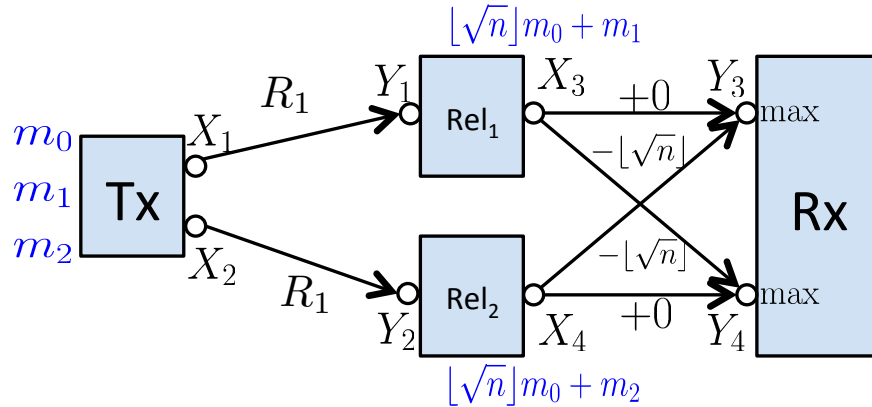 ⌊√n⌋m₀ + m₁
X₃ +0 Y₃
R₁ Y₁ Rel₁ max
m₀ X₁ −⌊√n⌋
m₁ Tx Rx
m₂ X₂ −⌊√n⌋
R₁ Rel₂ max
Y₂ X₄ +0 Y₄
⌊√n⌋m₀ + m₂